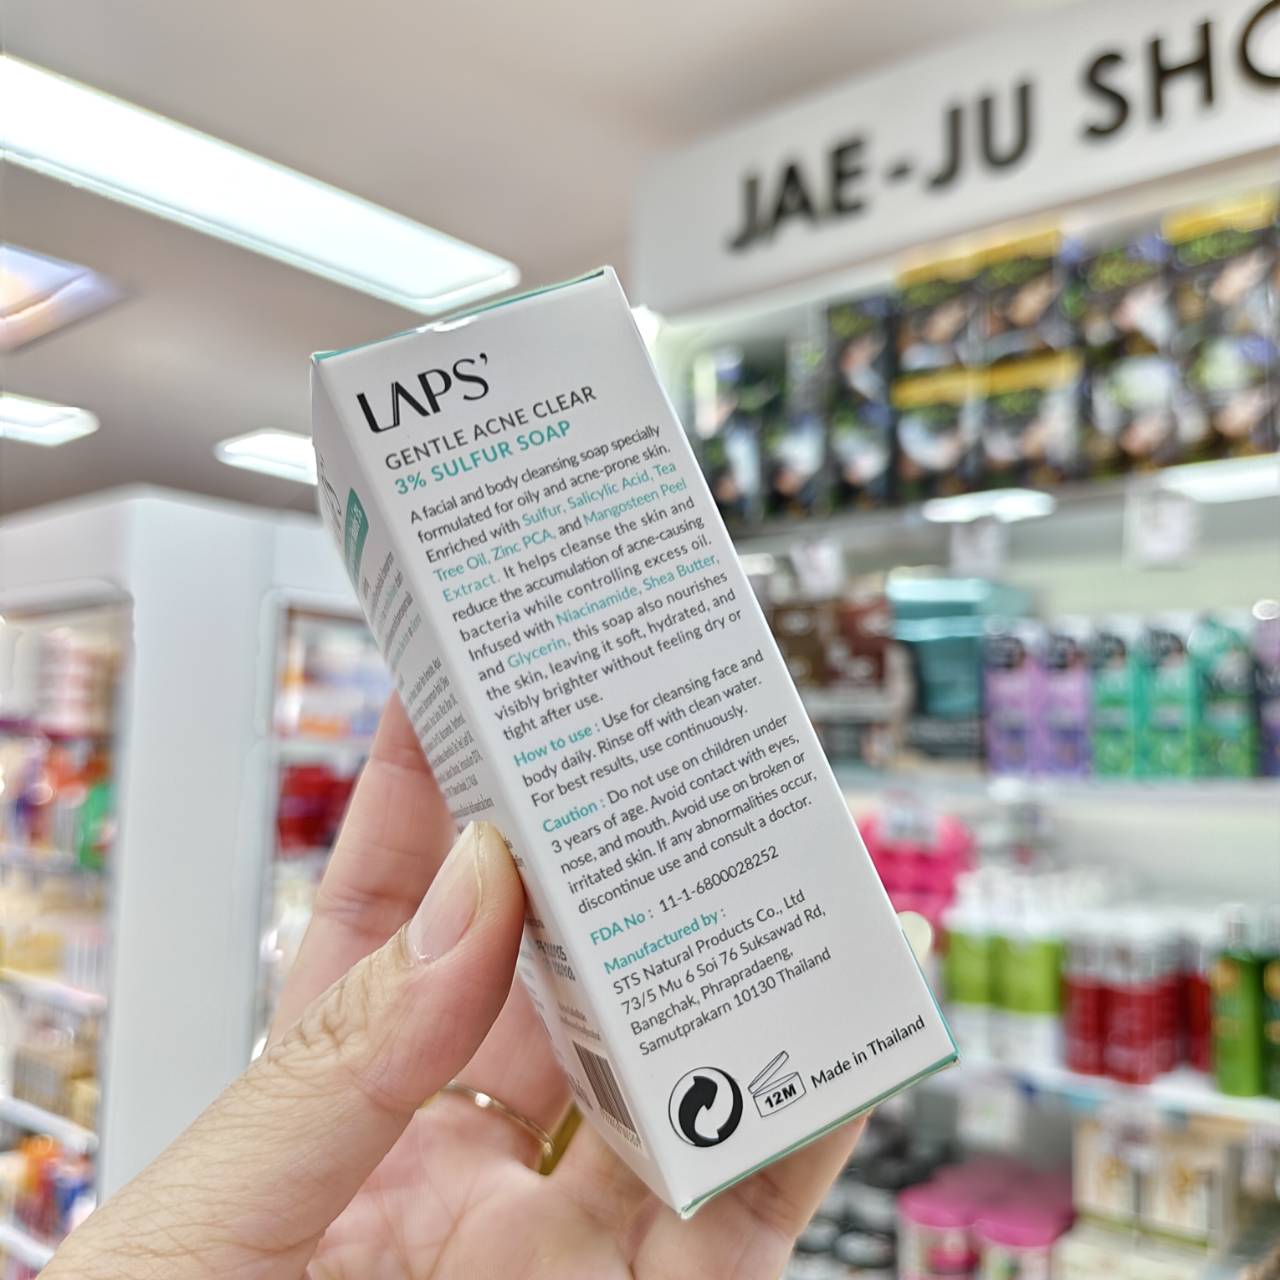 JAE-JU SHO
LAPS'
GENTLE ACNE CLEAR
3% SULFUR SOAP
A facial and body cleansing soap specially
formulated for oily and acne-prone skin.
Enriched with Sulfur, Salicylic Acid, Tea
Tree Oil, Zinc PCA, and Mangosteen Peel
Extract. It helps cleanse the skin and
reduce the accumulation of acne-causing
bacteria while controlling excess oil.
Infused with Niacinamide, Shea Butter,
and Glycerin, this soap also nourishes
the skin, leaving it soft, hydrated, and
visibly brighter without feeling dry or
tight after use.
How to use : Use for cleansing face and
body daily. Rinse off with clean water.
For best results, use continuously.
Caution : Do not use on children under
3 years of age. Avoid contact with eyes,
nose, and mouth. Avoid use on broken or
irritated skin. If any abnormalities occur,
discontinue use and consult a doctor.
FDA No : 11-1-6800028252
Manufactured by :
STS Natural Products Co., Ltd
73/5 Mu 6 Soi 76 Suksawad Rd,
Bangchak, Phrapradaeng,
Samutprakarn 10130 Thailand
12M
Made in Thailand